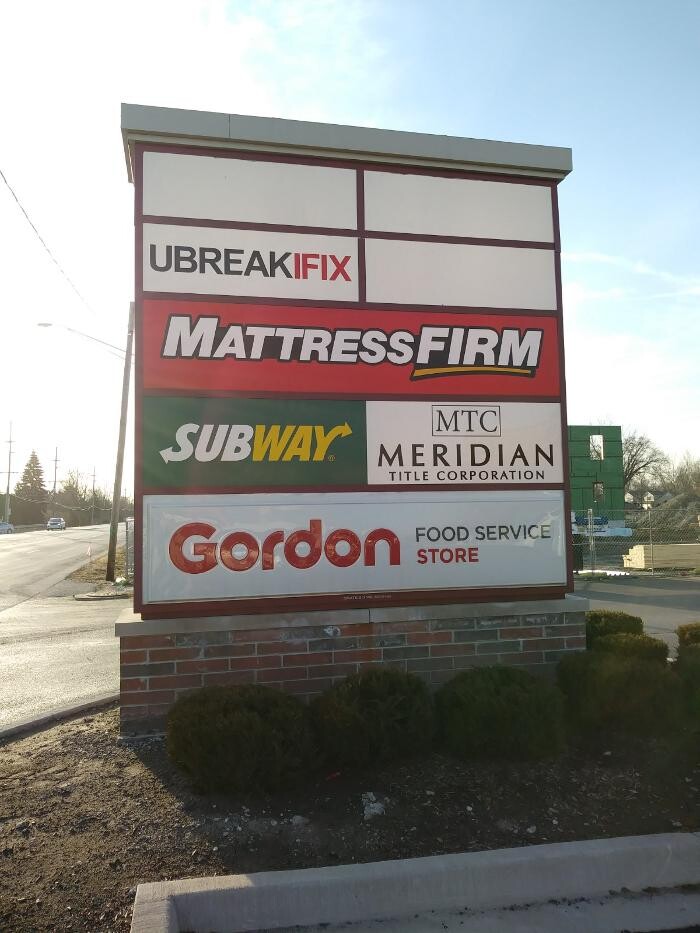 UBREAKIFIX
MATTRESSFIRM
SUBWAY
MTC
MERIDIAN
TITLE CORPORATION
Gordon
FOOD SERVICE
STORE